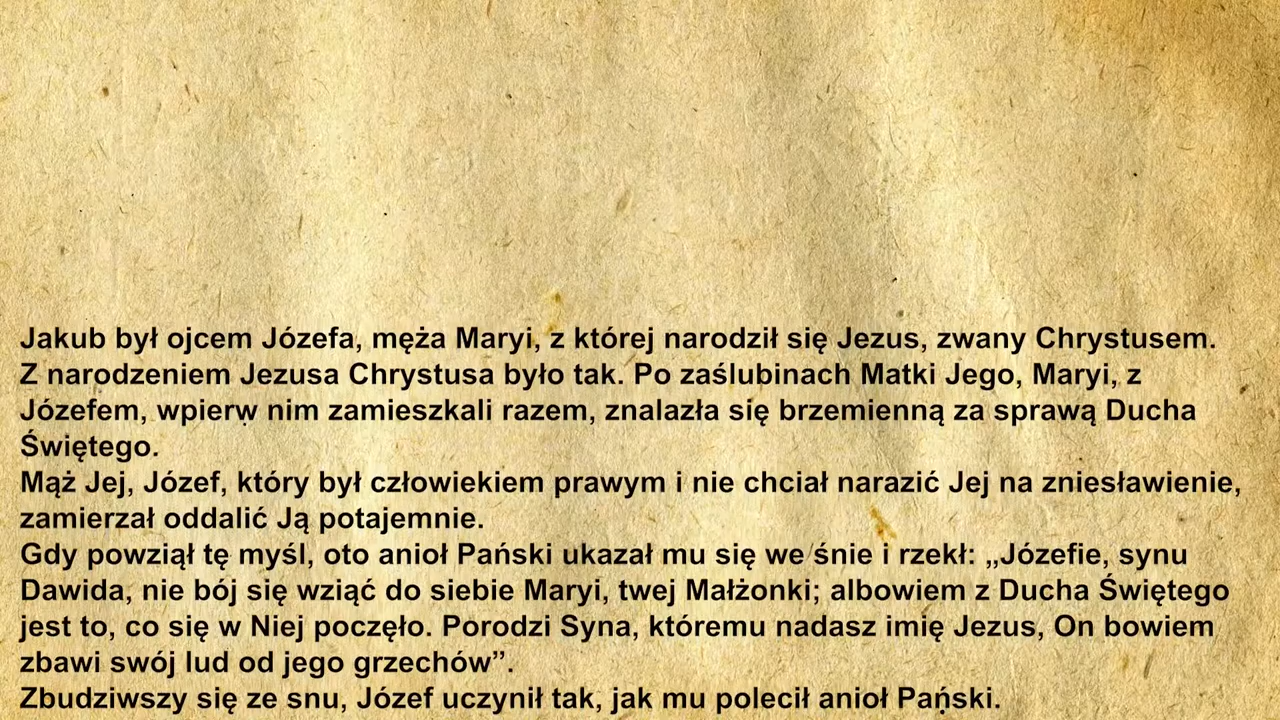 Jakub był ojcem Józefa, męża Maryi, z której narodził się Jezus, zwany Chrystusem.
Z narodzeniem Jezusa Chrystusa było tak. Po zaślubinach Matki Jego, Maryi, z
Józefem, wpierw nim zamieszkali razem, znalazła się brzemienną za sprawą Ducha
Świętego.
Mąż Jej, Józef, który był człowiekiem prawym i nie chciał narazić Jej na zniesławienie,
zamierzał oddalić Ją potajemnie.
Gdy powziął tę myśl, oto anioł Pański ukazał mu się we śnie i rzekł: „Józefie, synu
Dawida, nie bój się wziąć do siebie Maryi, twej Małżonki; albowiem z Ducha Świętego
jest to, co się w Niej poczęło. Porodzi Syna, któremu nadasz imię Jezus, On bowiem
zbawi swój lud od jego grzechów”.
Zbudziwszy się ze snu, Józef uczynił tak, jak mu polecił anioł Pański.